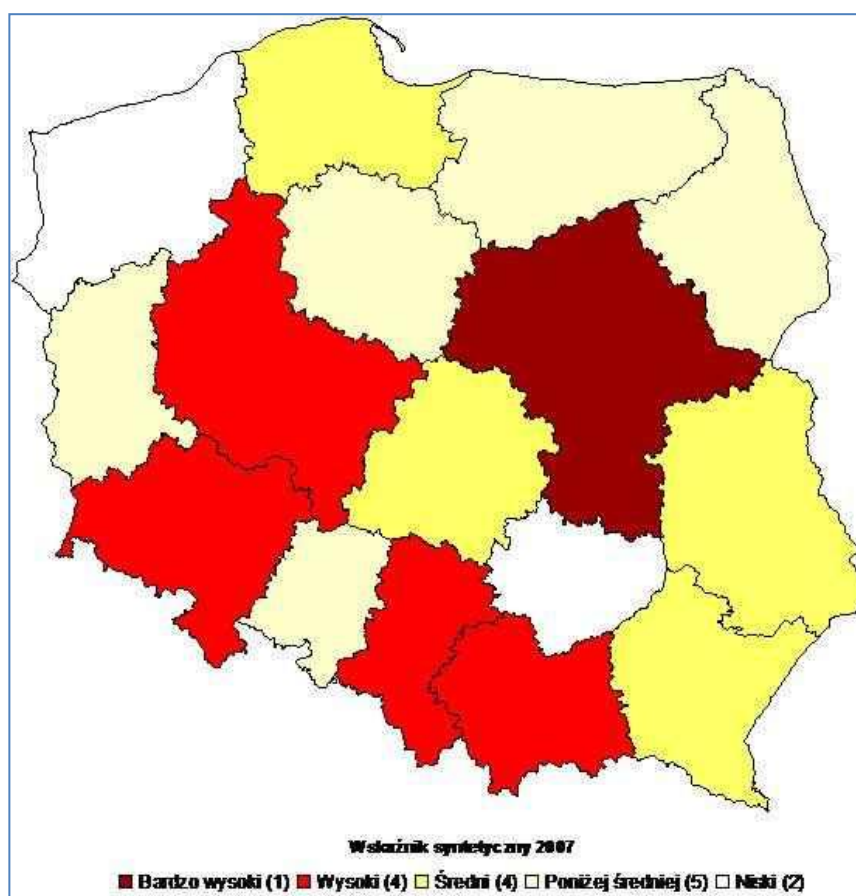 Wskaźnik syntetyczny 2007
Bardzo wysoki (1) Wysoki (4) Średni (4) Poniżej średniej (5) Niski (2)